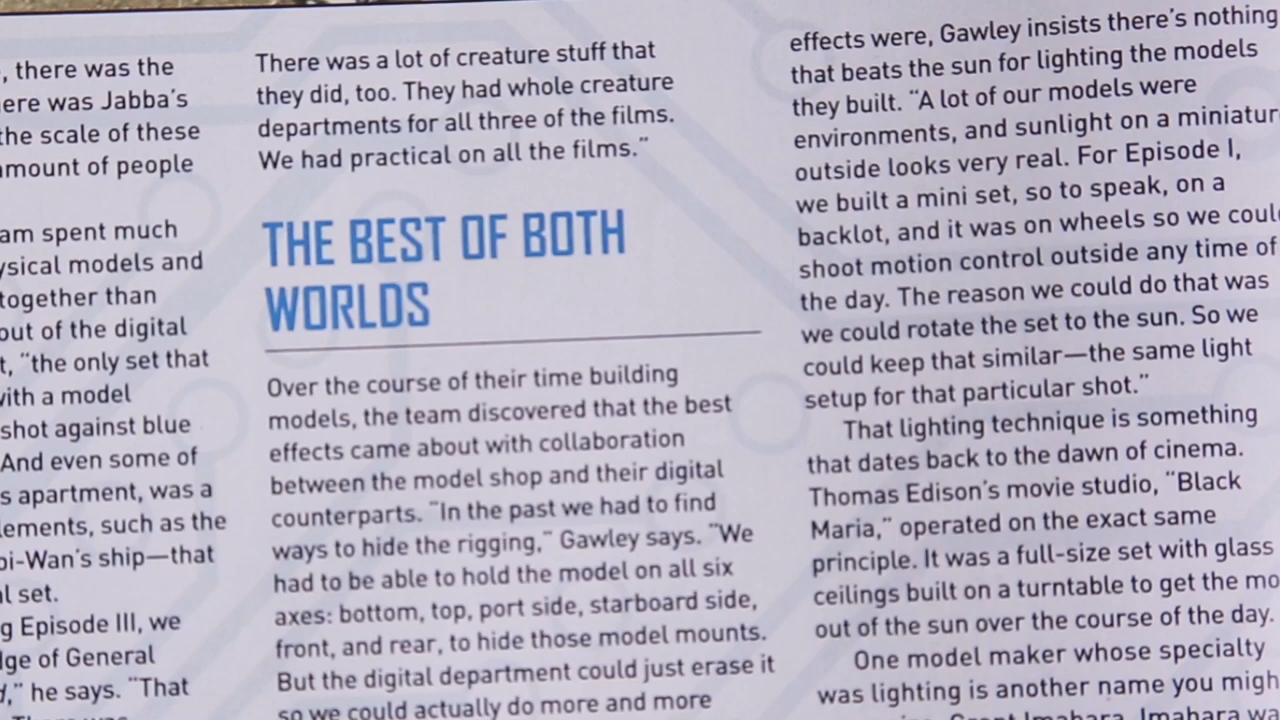 , there was the
ere was Jabba's
the scale of these
amount of people
am spent much
ysical models and
together than
out of the digital
t, "the only set that
with a model
shot against blue
And even some of
s apartment, was a
lements, such as the
bi-Wan's ship—that
al set.
g Episode III, we
dge of General
d," he says. "That
There was a lot of creature stuff that
they did, too. They had whole creature
departments for all three of the films.
We had practical on all the films."
THE BEST OF BOTH
WORLDS
Over the course of their time building
models, the team discovered that the best
effects came about with collaboration
between the model shop and their digital
counterparts. "In the past we had to find
ways to hide the rigging," Gawley says. "We
had to be able to hold the model on all six
axes: bottom, top, port side, starboard side,
front, and rear, to hide those model mounts.
But the digital department could just erase it
so we could actually do more and more
effects were, Gawley insists there's nothing
that beats the sun for lighting the models
they built. "A lot of our models were
environments, and sunlight on a miniatur
outside looks very real. For Episode I,
we built a mini set, so to speak, on a
backlot, and it was on wheels so we coul
shoot motion control outside any time of
the day. The reason we could do that was
we could rotate the set to the sun. So we
could keep that similar—the same light
setup for that particular shot."
That lighting technique is something
that dates back to the dawn of cinema.
Thomas Edison's movie studio, "Black
Maria," operated on the exact same
principle. It was a full-size set with glass
ceilings built on a turntable to get the mo
out of the sun over the course of the day.
One model maker whose specialty
was lighting is another name you migh
Grant Imahara. Imahara wa